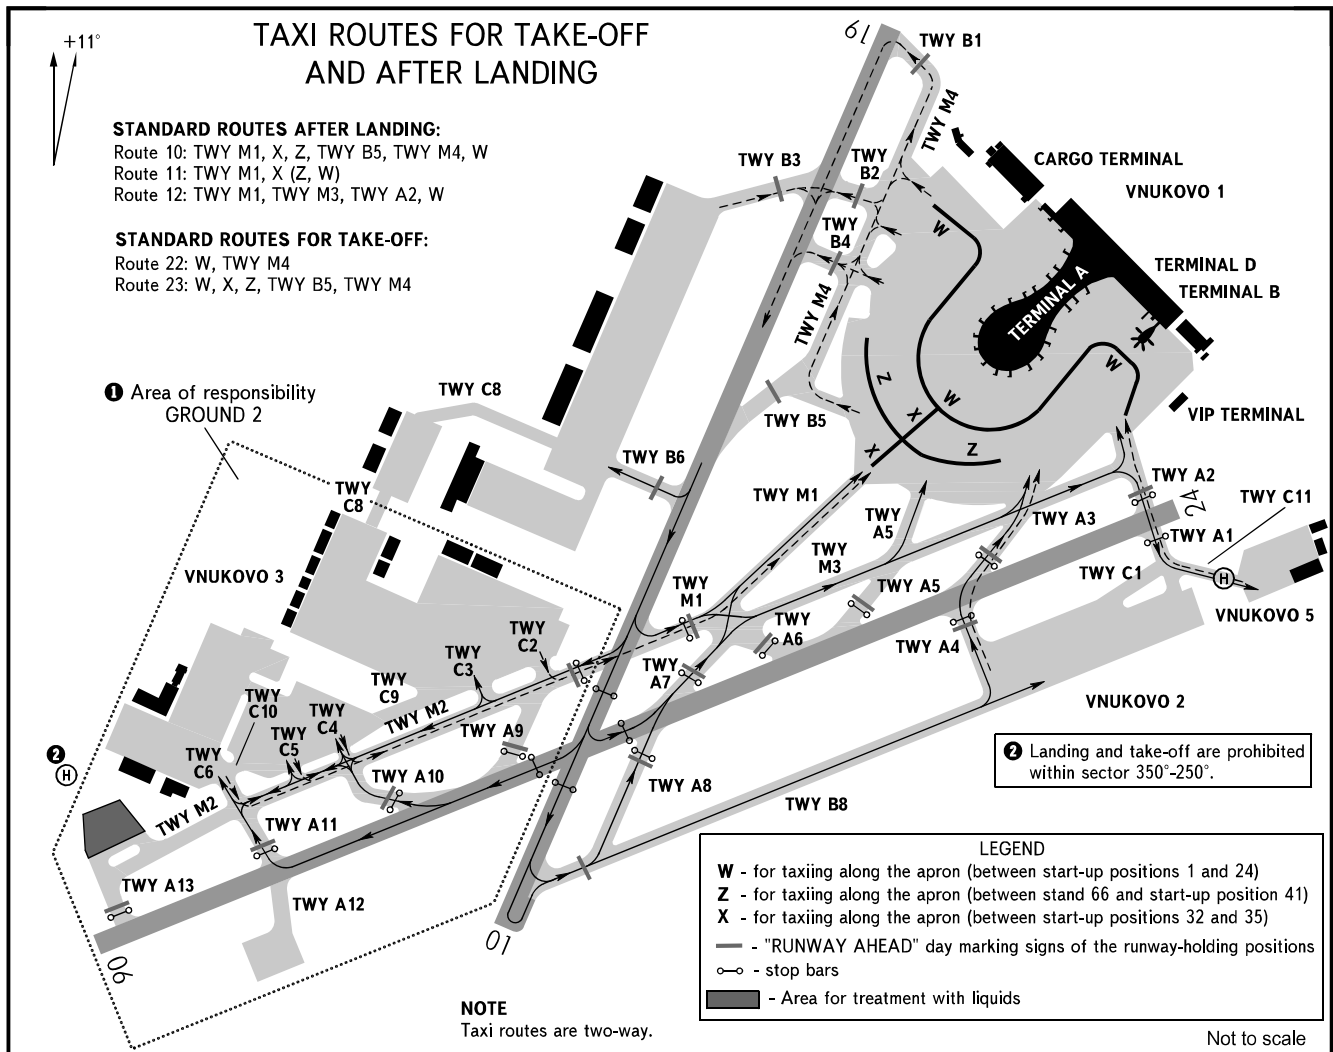 TAXI ROUTES FOR TAKE-OFF
AND AFTER LANDING
+11°
STANDARD ROUTES AFTER LANDING:
Route 10: TWY M1, X, Z, TWY B5, TWY M4, W
Route 11: TWY M1, X (Z, W)
Route 12: TWY M1, TWY M3, TWY A2, W
STANDARD ROUTES FOR TAKE-OFF:
Route 22: W, TWY M4
Route 23: W, X, Z, TWY B5, TWY M4
19
TWY B1
TWY M4
CARGO TERMINAL
VNUKOVO 1
TWY B3
TWY
B2
W
TWY
B4
TERMINAL D
TERMINAL B
TERMINAL A
TWY M4
W
Z
W
X
VIP TERMINAL
1 Area of responsibility
GROUND 2
TWY C8
TWY B5
X
Z
TWY B6
TWY
C8
TWY M1
TWY A2
24
TWY C11
TWY
A5
TWY A3
TWY A1
TWY
M3
VNUKOVO 3
TWY
M1
TWY A5
TWY C1
H
VNUKOVO 5
TWY
C2
TWY
A6
TWY A4
TWY
C3
TWY
A7
TWY
C9
TWY
C10
TWY M2
TWY
C4
TWY A9
VNUKOVO 2
TWY
C5
TWY
C6
2
H
TWY A10
TWY A8
TWY B8
2 Landing and take-off are prohibited
within sector 350°-250°.
TWY M2
TWY A11
TWY A13
TWY A12
01
06
LEGEND
W - for taxiing along the apron (between start-up positions 1 and 24)
Z - for taxiing along the apron (between stand 66 and start-up position 41)
X - for taxiing along the apron (between start-up positions 32 and 35)
- "RUNWAY AHEAD" day marking signs of the runway-holding positions
- stop bars
- Area for treatment with liquids
NOTE
Taxi routes are two-way.
Not to scale